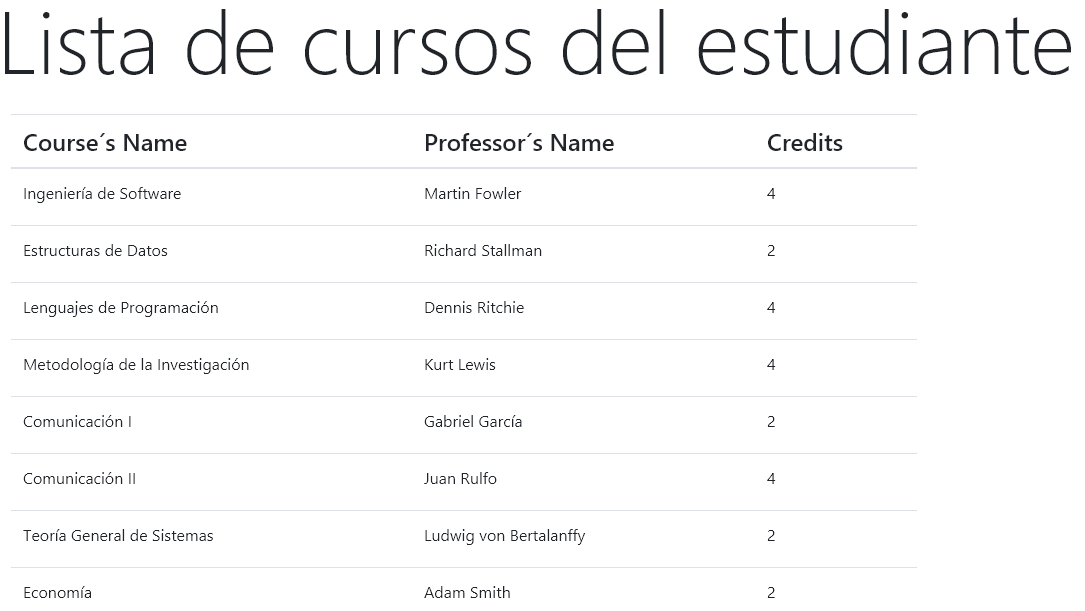 Lista de cursos del estudiante
Course´s Name Professor´s Name Credits
Ingeniería de Software Martin Fowler 4
Estructuras de Datos Richard Stallman 2
Lenguajes de Programación Dennis Ritchie 4
Metodología de la Investigación Kurt Lewis 4
Comunicación I Gabriel García 2
Comunicación II Juan Rulfo 4
Teoría General de Sistemas Ludwig von Bertalanffy 2
Economía Adam Smith 2